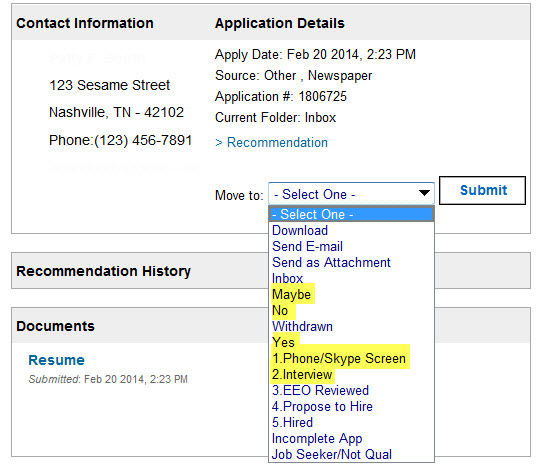 Contact Information
123 Sesame Street
Nashville, TN - 42102
Phone:(123) 456-7891
Application Details
Apply Date: Feb 20 2014, 2:23 PM
Source: Other , Newspaper
Application #: 1806725
Current Folder: Inbox
> Recommendation
Move to: - Select One - Submit
- Select One -
Download
Send E-mail
Send as Attachment
Inbox
Maybe
No
Withdrawn
Yes
1.Phone/Skype Screen
2.Interview
3.EEO Reviewed
4.Propose to Hire
5.Hired
Incomplete App
Job Seeker/Not Qual
Recommendation History
Documents
Resume
Submitted: Feb 20 2014, 2:23 PM